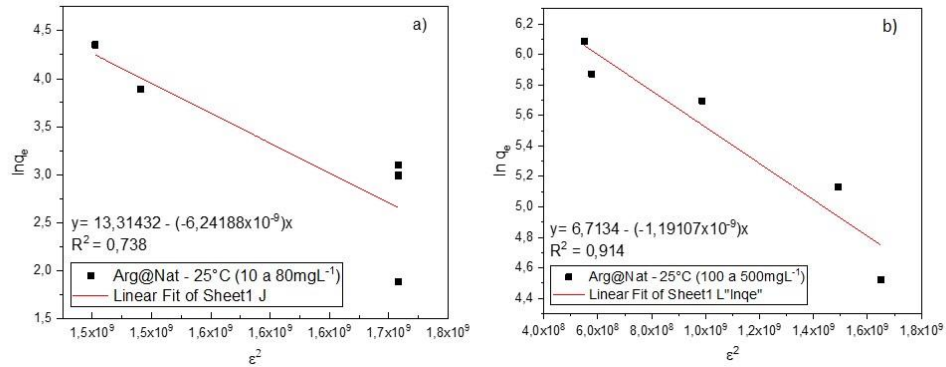 a)
4,5
4,0
3,5
3,0
2,5
2,0
1,5
lnqe
y= 13,31432 - (-6,24188x10-9)x
R2 = 0,738
Arg@Nat - 25°C (10 a 80mgL-1)
Linear Fit of Sheet1 J
1,5x10⁹ 1,5x10⁹ 1,6x10⁹ 1,6x10⁹ 1,7x10⁹ 1,8x10⁹
ε2
b)
6,2
6,0
5,8
5,6
5,4
5,2
5,0
4,8
4,6
4,4
ln qe
y= 6,7134 - (-1,19107x10-9)x
R2 = 0,914
Arg@Nat - 25°C (100 a 500mgL-1)
Linear Fit of Sheet1 L"lnqe"
4,0x10⁸ 6,0x10⁸ 8,0x10⁸ 1,0x10⁹ 1,2x10⁹ 1,4x10⁹ 1,6x10⁹ 1,8x10⁹
ε2